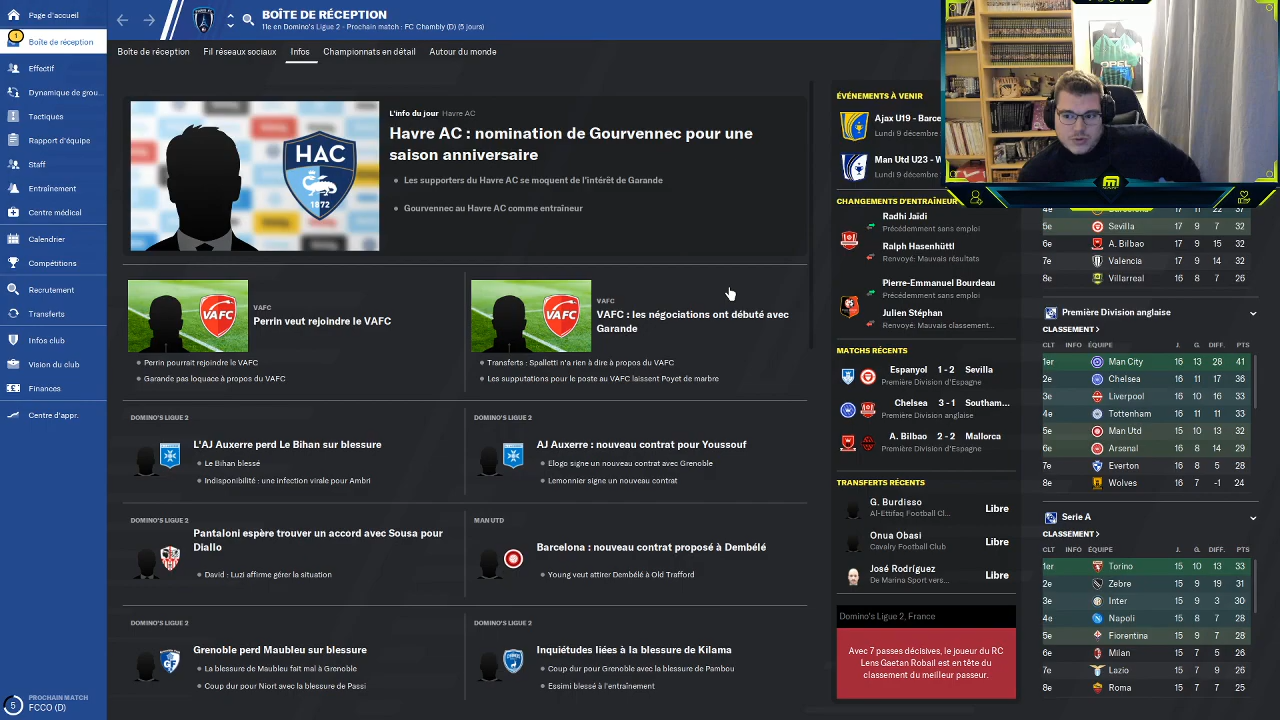 Page d'accueil
1
Boîte de réception
Effectif
Dynamique de grou...
Tactiques
Rapport d'équipe
Staff
Entraînement
Centre médical
Calendrier
Compétitions
Recrutement
Transferts
Infos club
Vision du club
Finances
Centre d'appr.
5
PROCHAIN MATCH
FCCO (D)
BOÎTE DE RÉCEPTION
11e en Domino's Ligue 2 - Prochain match : FC Chambly (D) (5 jours)
Boîte de réception Fil réseaux sociaux Infos Championnats en détail Autour du monde
HAC
1872
L'info du jour Havre AC
Havre AC : nomination de Gourvennec pour une
saison anniversaire
Les supporters du Havre AC se moquent de l'intérêt de Garande
Gourvennec au Havre AC comme entraîneur
VAFC
VAFC
Perrin veut rejoindre le VAFC
Perrin pourrait rejoindre le VAFC
Garande pas loquace à propos du VAFC
VAFC
VAFC
VAFC : les négociations ont débuté avec
Garande
Transferts : Spalletti n'a rien à dire à propos du VAFC
Les supputations pour le poste au VAFC laissent Poyet de marbre
DOMINO'S LIGUE 2
L'AJ Auxerre perd Le Bihan sur blessure
Le Bihan blessé
Indisponibilité : une infection virale pour Ambri
DOMINO'S LIGUE 2
AJ Auxerre : nouveau contrat pour Youssouf
Elogo signe un nouveau contrat avec Grenoble
Lemonnier signe un nouveau contrat
DOMINO'S LIGUE 2
Pantaloni espère trouver un accord avec Sousa pour
Diallo
David : Luzi affirme gérer la situation
MAN UTD
Barcelona : nouveau contrat proposé à Dembélé
Young veut attirer Dembélé à Old Trafford
DOMINO'S LIGUE 2
Grenoble perd Maubleu sur blessure
La blessure de Maubleu fait mal à Grenoble
Coup dur pour Niort avec la blessure de Passi
DOMINO'S LIGUE 2
Inquiétudes liées à la blessure de Kilama
Coup dur pour Grenoble avec la blessure de Pambou
Essimi blessé à l'entraînement
ÉVÉNEMENTS À VENIR
Ajax U19 - Barce
Lundi 9 décembre
Man Utd U23 - W
Lundi 9 décembre
CHANGEMENTS D'ENTRAÎNEUR
Radhi Jaïdi
Précédemment sans emploi
Ralph Hasenhüttl
Renvoyé: Mauvais résultats
Pierre-Emmanuel Bourdeau
Précédemment sans emploi
Julien Stéphan
Renvoyé: Mauvais classement...
MATCHS RÉCENTS
Espanyol 1 - 2 Sevilla
Première Division d'Espagne
Chelsea 3 - 1 Southam...
Première Division anglaise
A. Bilbao 2 - 2 Mallorca
Première Division d'Espagne
TRANSFERTS RÉCENTS
G. Burdisso
Al-Ettifaq Football Cl...
Libre
Onua Obasi
Cavalry Football Club
Libre
José Rodríguez
De Marina Sport vers...
Libre
Domino's Ligue 2, France
Avec 7 passes décisives, le joueur du RC
Lens Gaetan Robail est en tête du
classement du meilleur passeur.
OPEL
5e Sevilla 17 9 7 32
6e A. Bilbao 17 9 15 32
7e Valencia 17 9 14 32
8e Villarreal 16 8 7 26
Première Division anglaise
CLASSEMENT >
CLT INFO ÉQUIPE J. G. DIFF. PTS
1er Man City 16 13 28 41
2e Chelsea 16 11 17 36
3e Liverpool 16 10 16 33
4e Tottenham 16 11 11 33
5e Man Utd 15 10 13 32
6e Arsenal 16 8 14 29
7e Everton 16 8 5 28
8e Wolves 16 7 -1 24
Serie A
CLASSEMENT >
CLT INFO ÉQUIPE J. G. DIFF. PTS
1er Torino 15 10 13 33
2e Zebre 15 9 19 31
3e Inter 15 9 3 30
4e Napoli 15 8 7 28
5e Fiorentina 15 9 7 28
6e Milan 15 7 5 26
7e Lazio 15 7 9 26
8e Roma 15 7 7 25